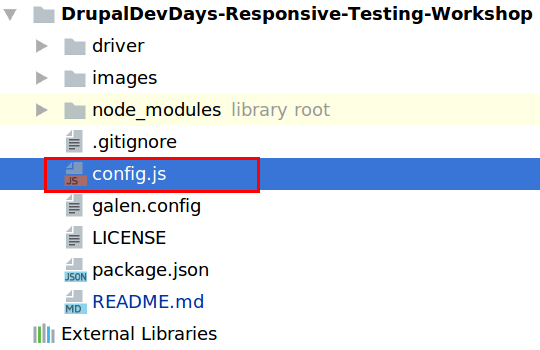 DrupalDevDays-Responsive-Testing-Workshop
driver
images
node_modules library root
.gitignore
JS config.js
galen.config
LICENSE
JSON package.json
MD README.md
External Libraries